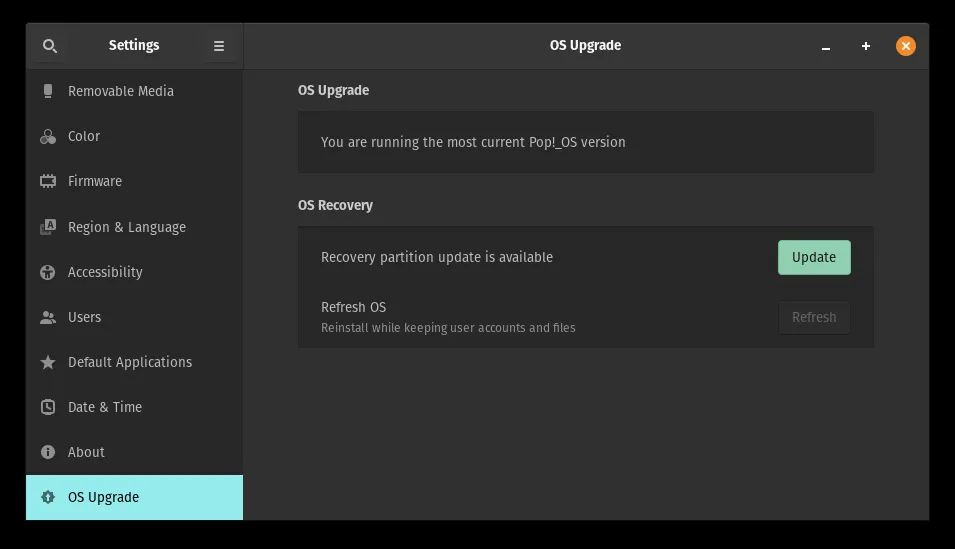 Settings
OS Upgrade
Removable Media
Color
Firmware
Region & Language
Accessibility
Users
Default Applications
Date & Time
About
OS Upgrade
OS Upgrade
You are running the most current Pop!_OS version
OS Recovery
Recovery partition update is available
Update
Refresh OS
Reinstall while keeping user accounts and files
Refresh